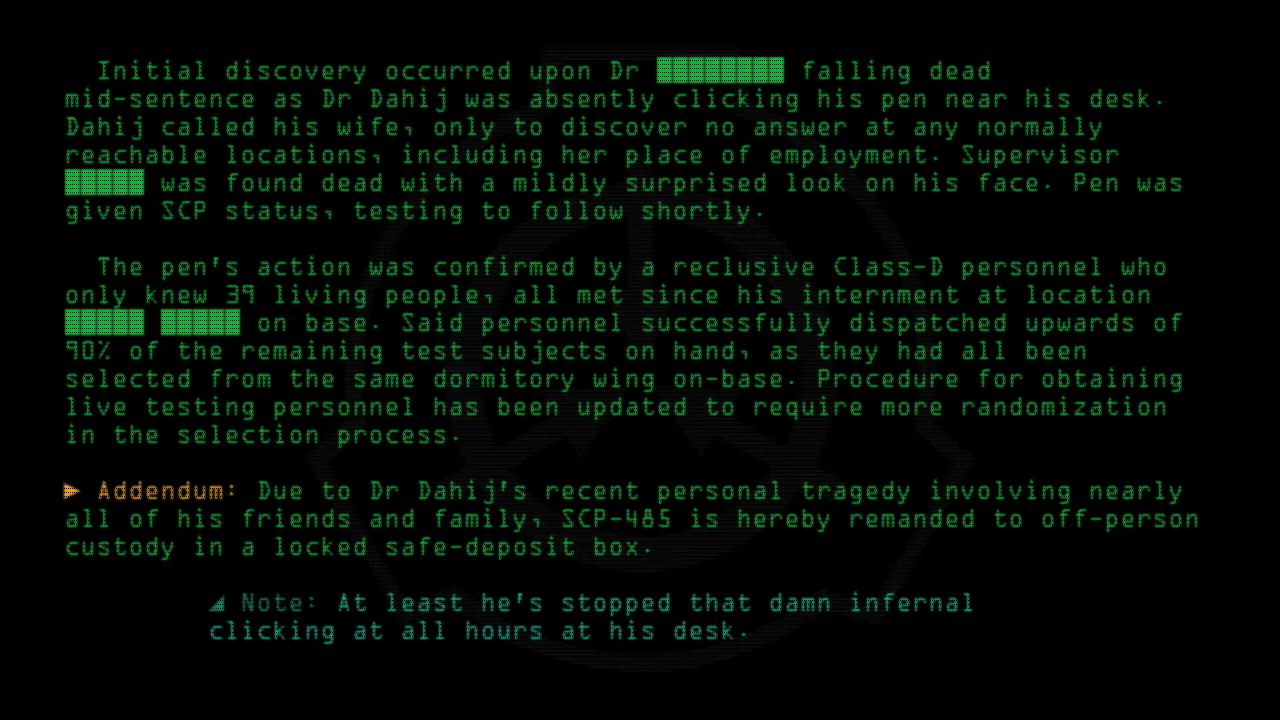 Initial discovery occurred upon Dr ████████ falling dead
mid-sentence as Dr Dahij was absently clicking his pen near his desk.
Dahij called his wife, only to discover no answer at any normally
reachable locations, including her place of employment. Supervisor
█████ was found dead with a mildly surprised look on his face. Pen was
given SCP status, testing to follow shortly.
The pen's action was confirmed by a reclusive Class-D personnel who
only knew 39 living people, all met since his internment at location
█████ █████ on base. Said personnel successfully dispatched upwards of
90% of the remaining test subjects on hand, as they had all been
selected from the same dormitory wing on-base. Procedure for obtaining
live testing personnel has been updated to require more randomization
in the selection process.
► Addendum: Due to Dr Dahij's recent personal tragedy involving nearly
all of his friends and family, SCP-485 is hereby remanded to off-person
custody in a locked safe-deposit box.
◢ Note: At least he's stopped that damn infernal
clicking at all hours at his desk.